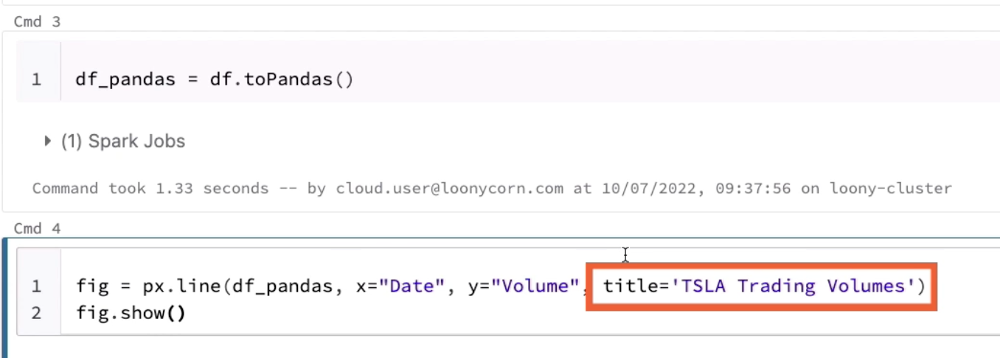 Cmd 3
1 df_pandas = df.toPandas()
(1) Spark Jobs
Command took 1.33 seconds -- by cloud.user@loonycorn.com at 10/07/2022, 09:37:56 on loony-cluster
Cmd 4
1 fig = px.line(df_pandas, x="Date", y="Volume", title='TSLA Trading Volumes')
2 fig.show()